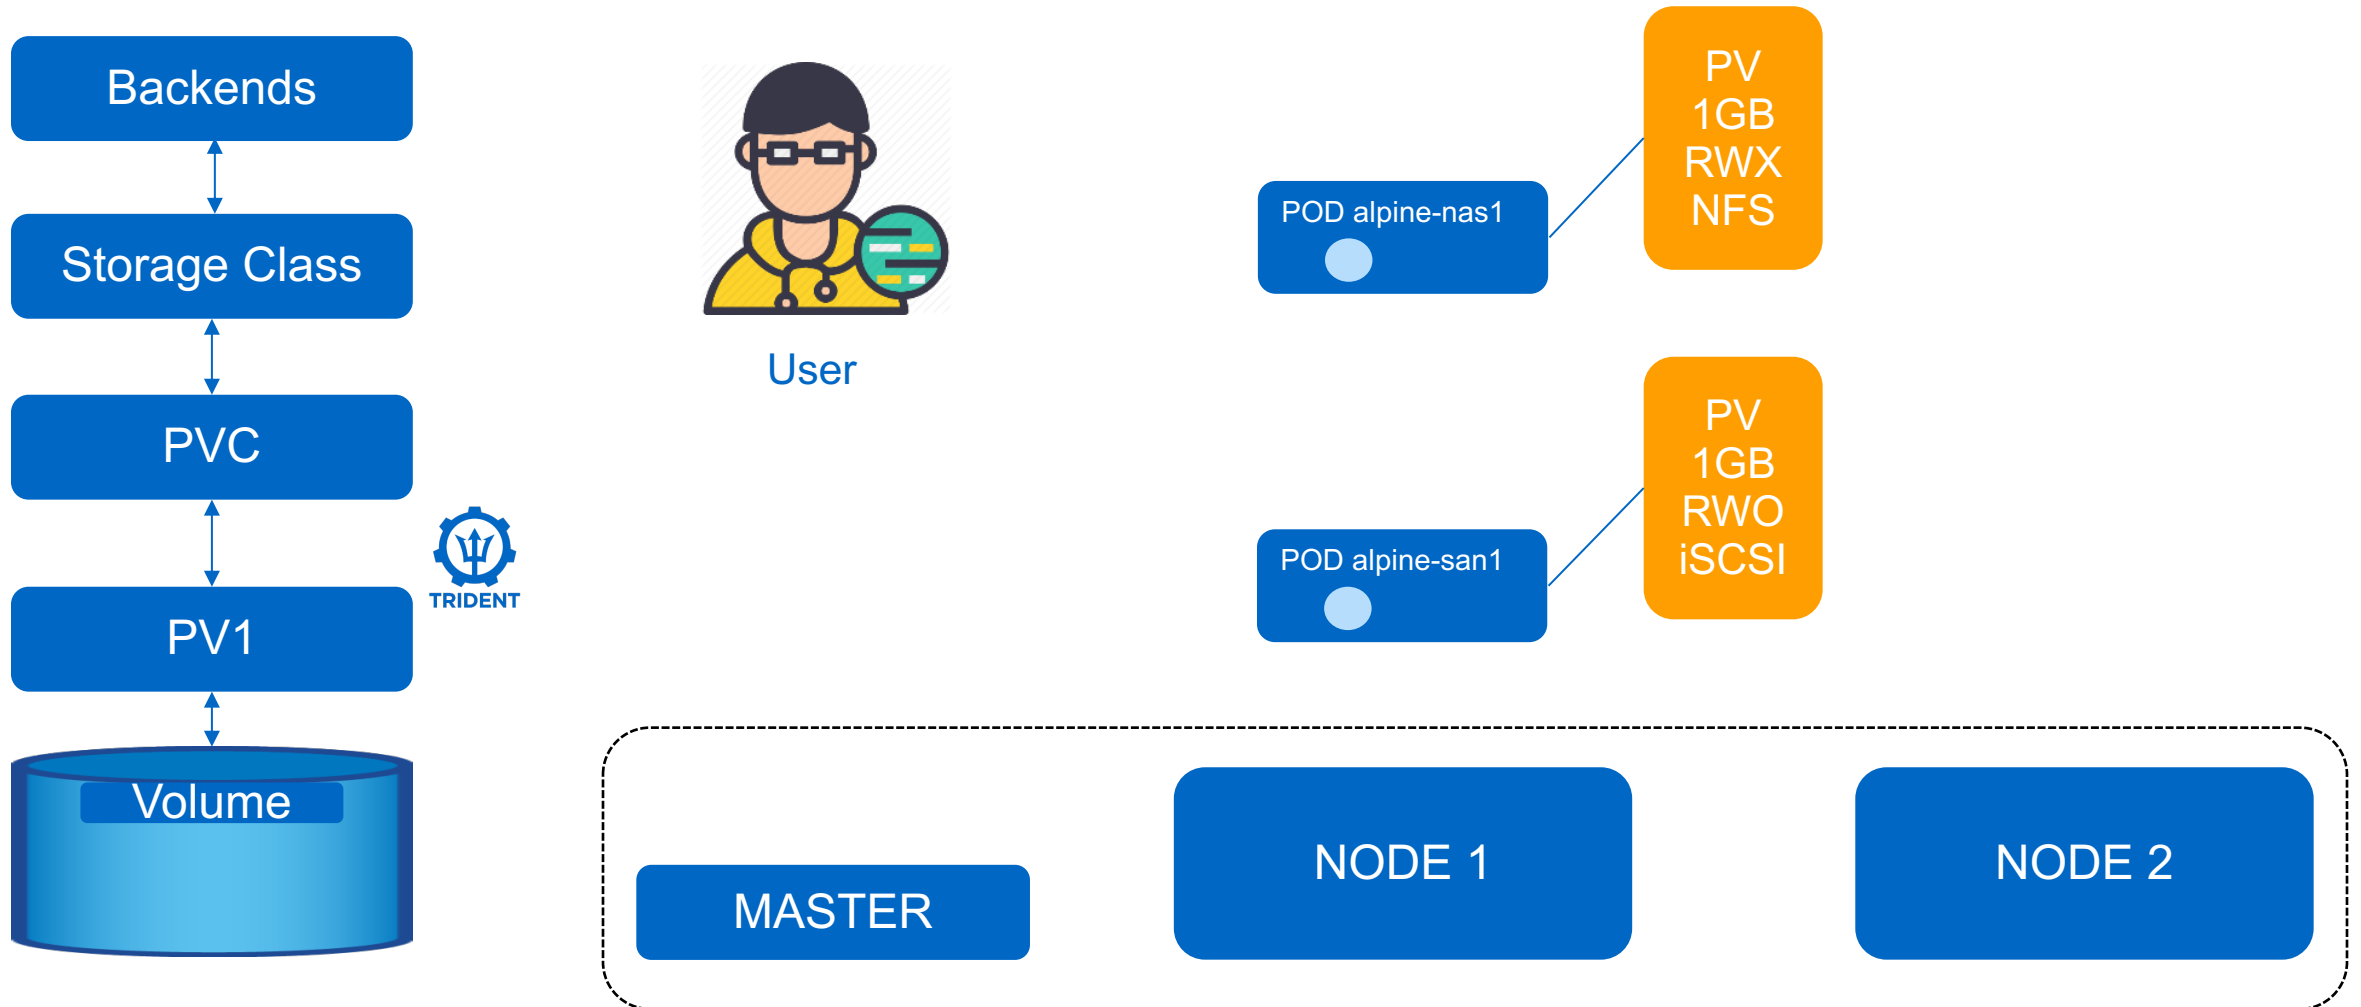 Backends
Storage Class
PVC
TRIDENT
PV1
Volume
User
POD alpine-nas1
PV
1GB
RWX
NFS
POD alpine-san1
PV
1GB
RWO
iSCSI
MASTER
NODE 1
NODE 2